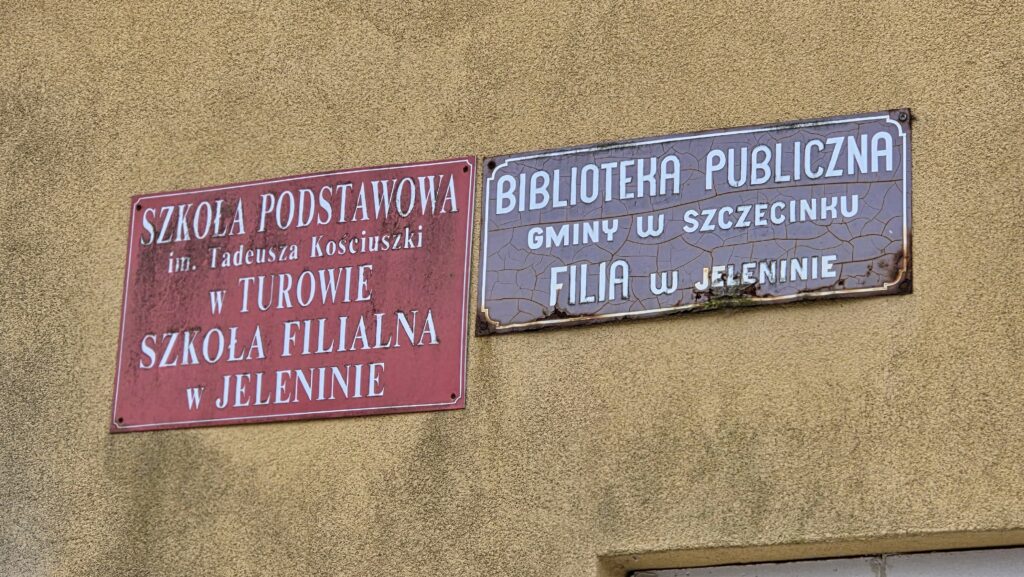 SZKOŁA PODSTAWOWA
im. Tadeusza Kościuszki
w TUROWIE
SZKOŁA FILIALNA
w JELENINIE
BIBLIOTEKA PUBLICZNA
GMINY W SZCZECINKU
FILIA W JELENINIE